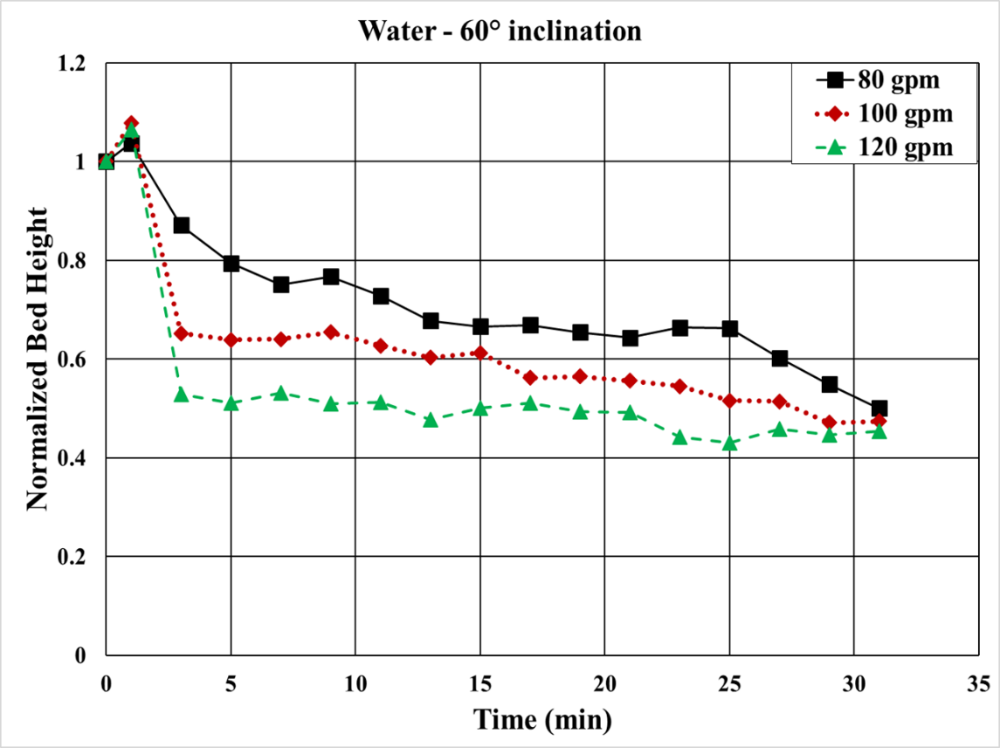 Water - 60° inclination
80 gpm
100 gpm
120 gpm
Normalized Bed Height
1.2
1
0.8
0.6
0.4
0.2
0
0 5 10 15 20 25 30 35
Time (min)